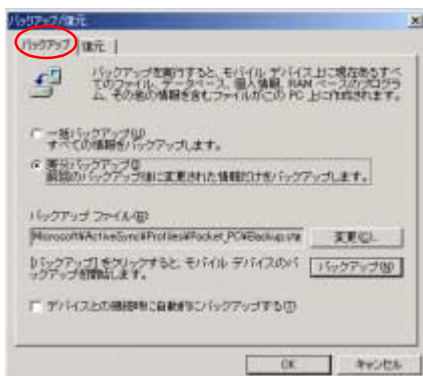 バックアップ/復元
バックアップ
復元
バックアップを実行すると、モバイル デバイス上に現在あるすべ
てのファイル、データベース、個人情報、RAM ベースのプログラ
ム、その他の情報を含むファイルがこの PC 上に作成されます。
一括バックアップ(U)
すべての情報をバックアップします。
差分バックアップ(I)
前回のバックアップ後に変更された情報だけをバックアップします。
バックアップ ファイル(E)
Microsoft¥ActiveSync¥Profiles¥Pocket_PC¥Backup.stg
変更(C)...
[バックアップ] をクリックすると、モバイル デバイスのバ
ックアップを開始します。
バックアップ(N)
デバイスとの接続時に自動的にバックアップする(T)
OK
キャンセル